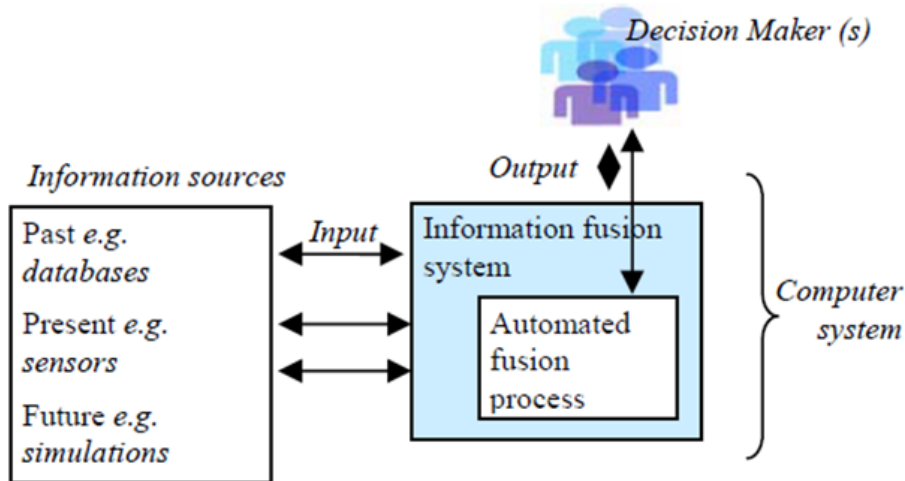 Decision Maker (s)
Output
Information sources
Past e.g.
databases
Present e.g.
sensors
Future e.g.
simulations
Input
Information fusion
system
Automated
fusion
process
Computer
system